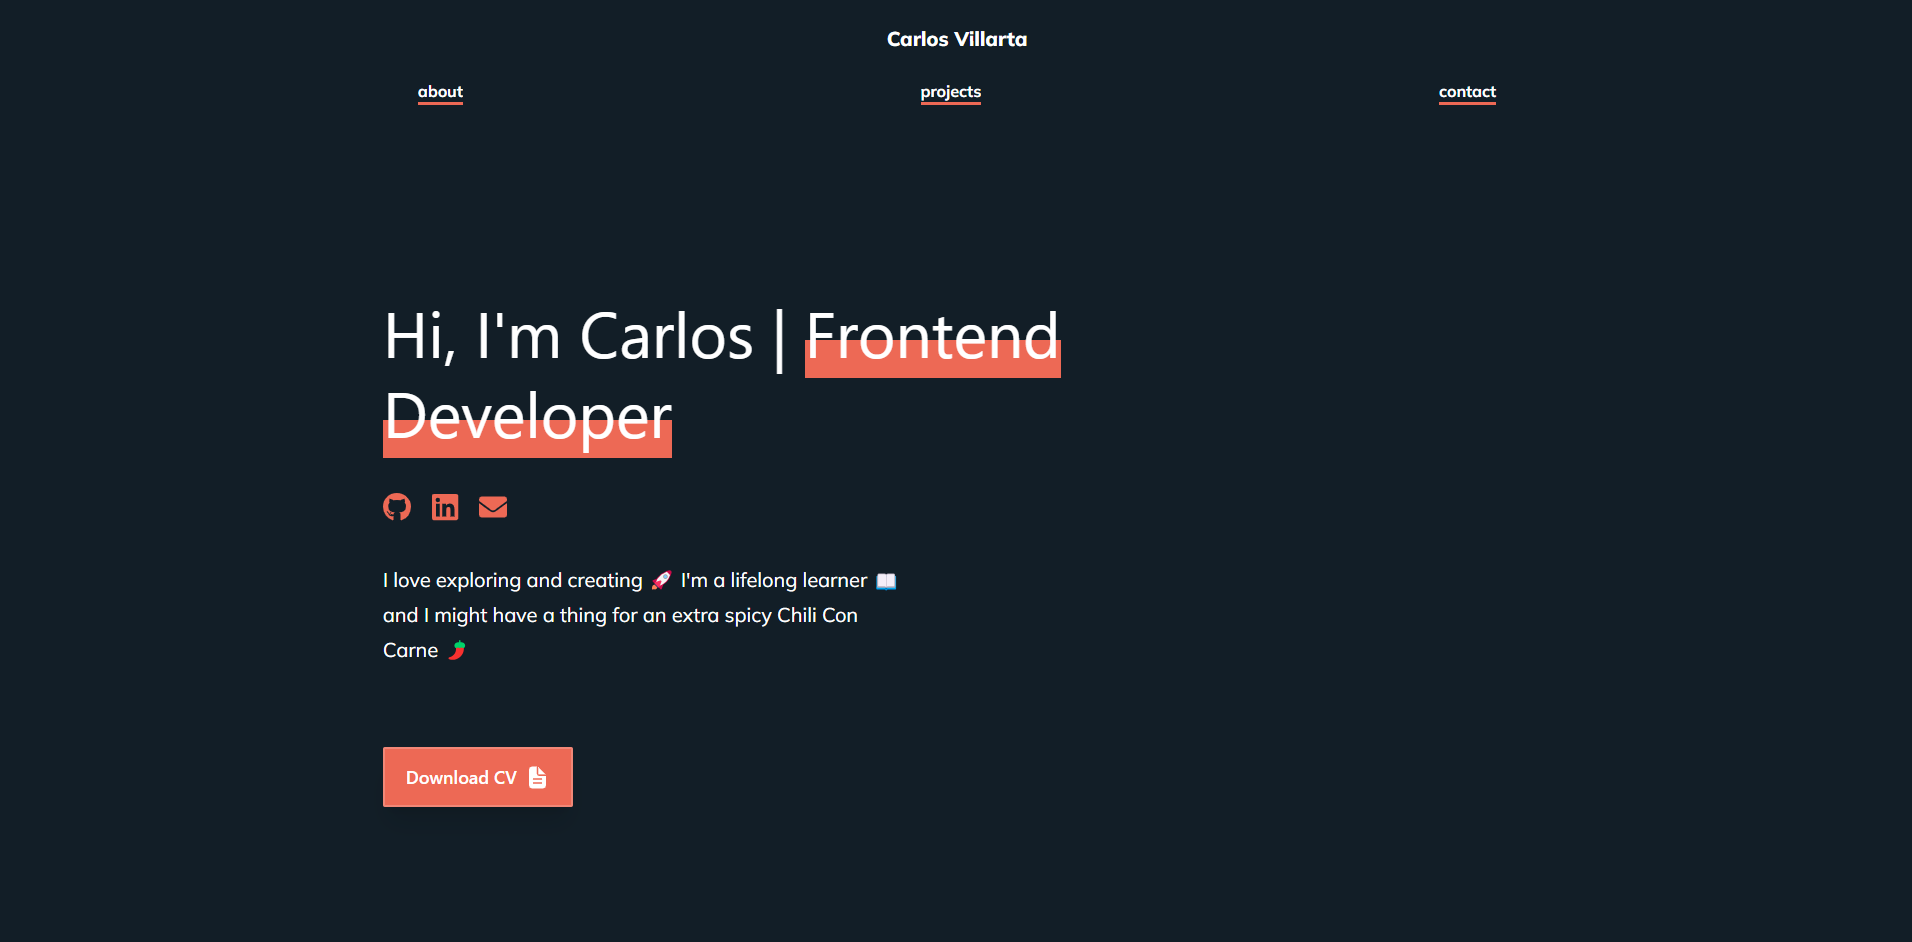 Carlos Villarta
about projects contact
Hi, I'm Carlos | Frontend
Developer
I love exploring and creating 🚀 I'm a lifelong learner 📖
and I might have a thing for an extra spicy Chili Con
Carne 🌶️
Download CV